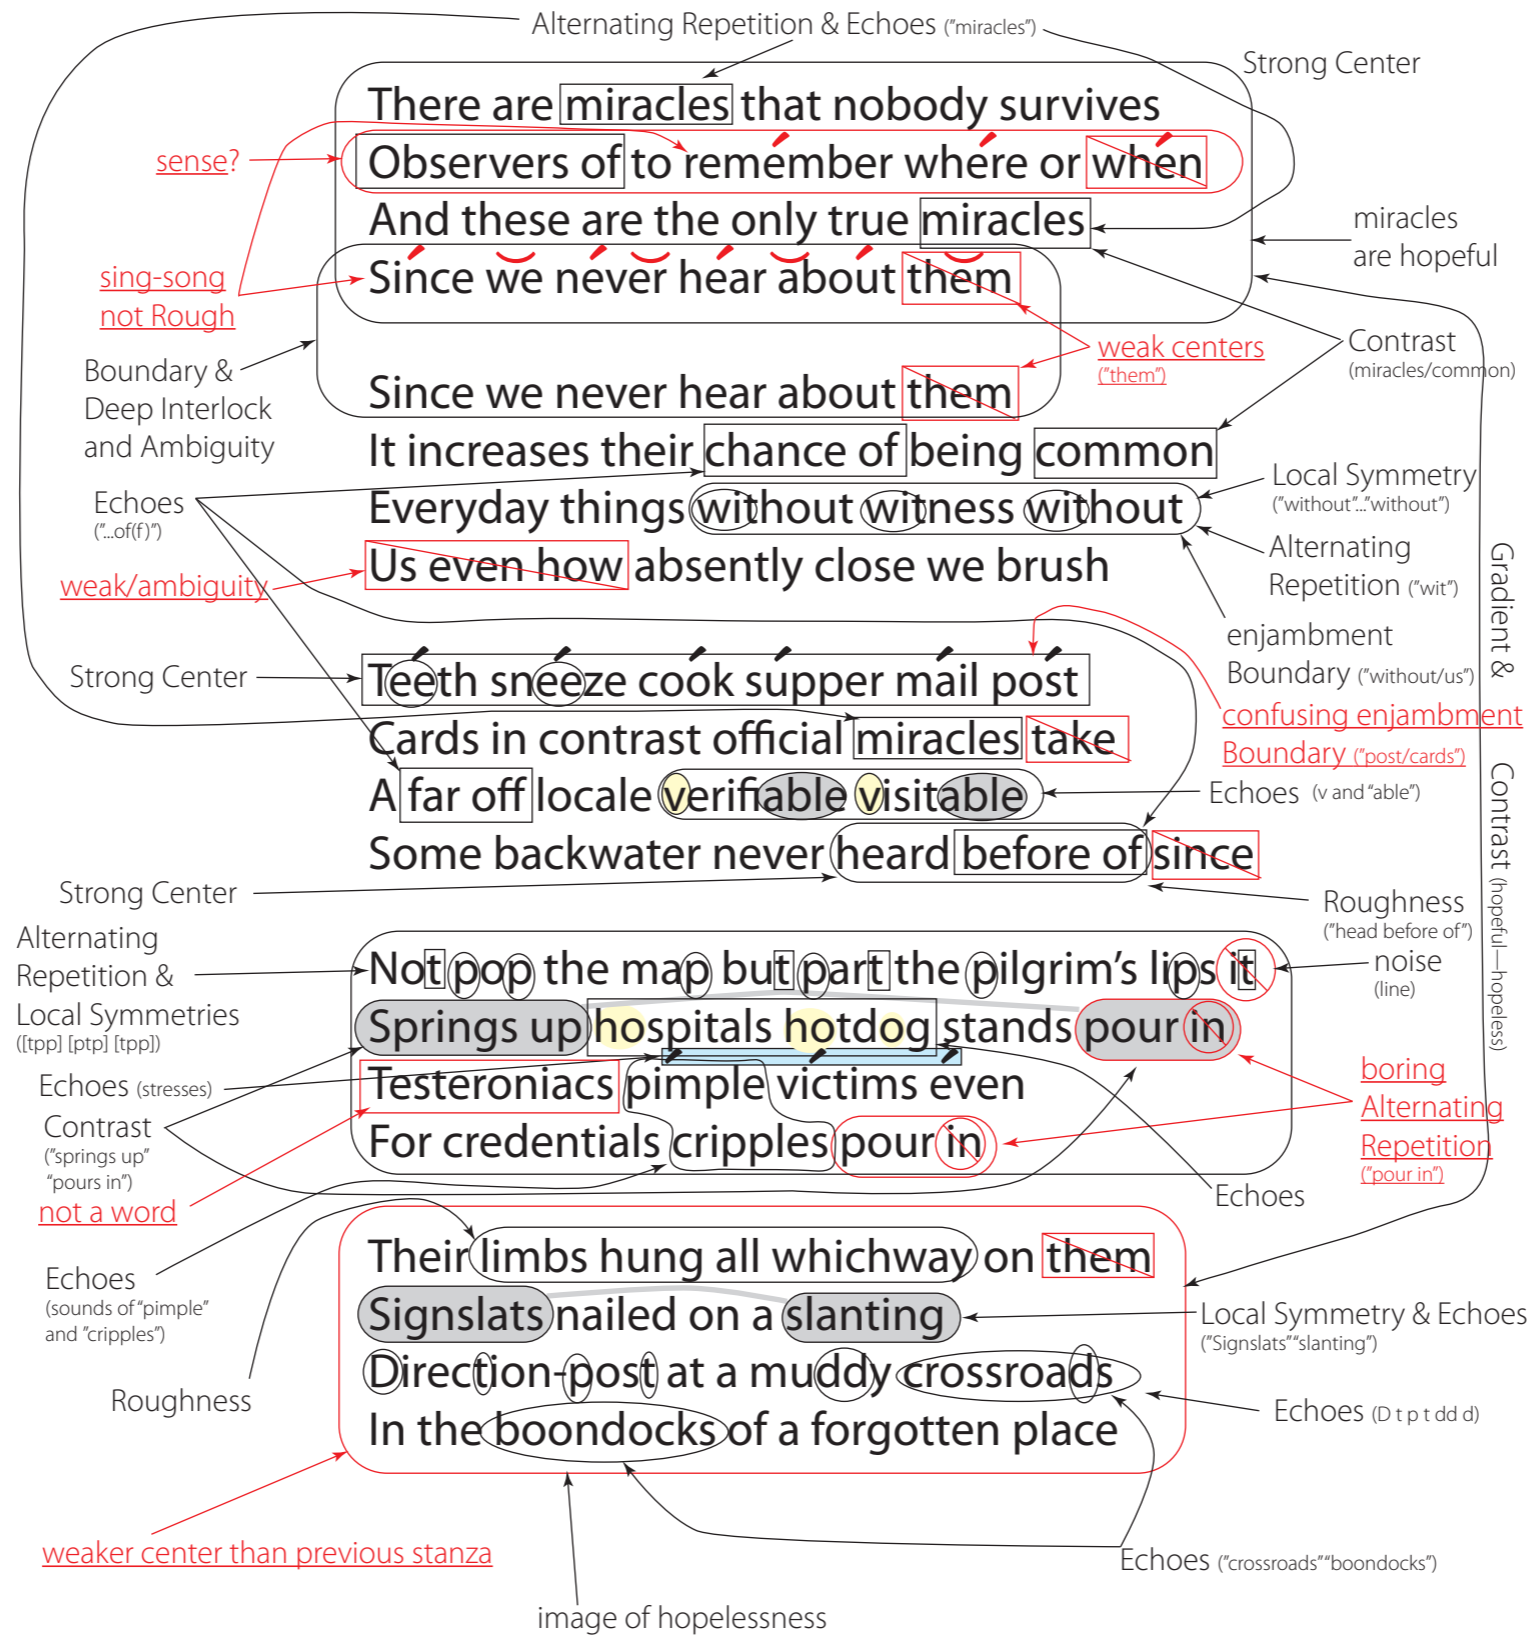 Alternating Repetition & Echoes ("miracles")
Strong Center
There are miracles that nobody survives
sense?
Observers of to remember where or when
And these are the only true miracles
miracles
are hopeful
sing-song
not Rough
Since we never hear about them
Boundary &
Deep Interlock
and Ambiguity
weak centers
("them")
Contrast
(miracles/common)
Since we never hear about them
It increases their chance of being common
Echoes
("...of(f)")
Local Symmetry
("without"..."without")
Everyday things without witness without
Alternating
Repetition ("wit")
weak/ambiguity
Us even how absently close we brush
enjambment
Boundary ("without/us")
Gradient &
Contrast (hopeful—hopeless)
Strong Center
Teeth sneeze cook supper mail post
confusing enjambment
Boundary ("post/cards")
Cards in contrast official miracles take
A far off locale verifiable visitable
Echoes (v and "able")
Some backwater never heard before of since
Strong Center
Roughness
("head before of")
Alternating
Repetition &
Local Symmetries
([tpp] [ptp] [tpp])
Not pop the map but part the pilgrim's lips it
noise
(line)
Springs up hospitals hotdog stands pour in
Echoes (stresses)
Testeroniacs pimple victims even
boring
Alternating
Repetition
("pour in")
Contrast
("springs up"
"pours in")
For credentials cripples pour in
not a word
Echoes
Echoes
(sounds of "pimple"
and "cripples")
Their limbs hung all whichway on them
Signslats nailed on a slanting
Local Symmetry & Echoes
("Signslats" "slanting")
Roughness
Direction-post at a muddy crossroads
Echoes (D t p t dd d)
In the boondocks of a forgotten place
weaker center than previous stanza
Echoes ("crossroads" "boondocks")
image of hopelessness